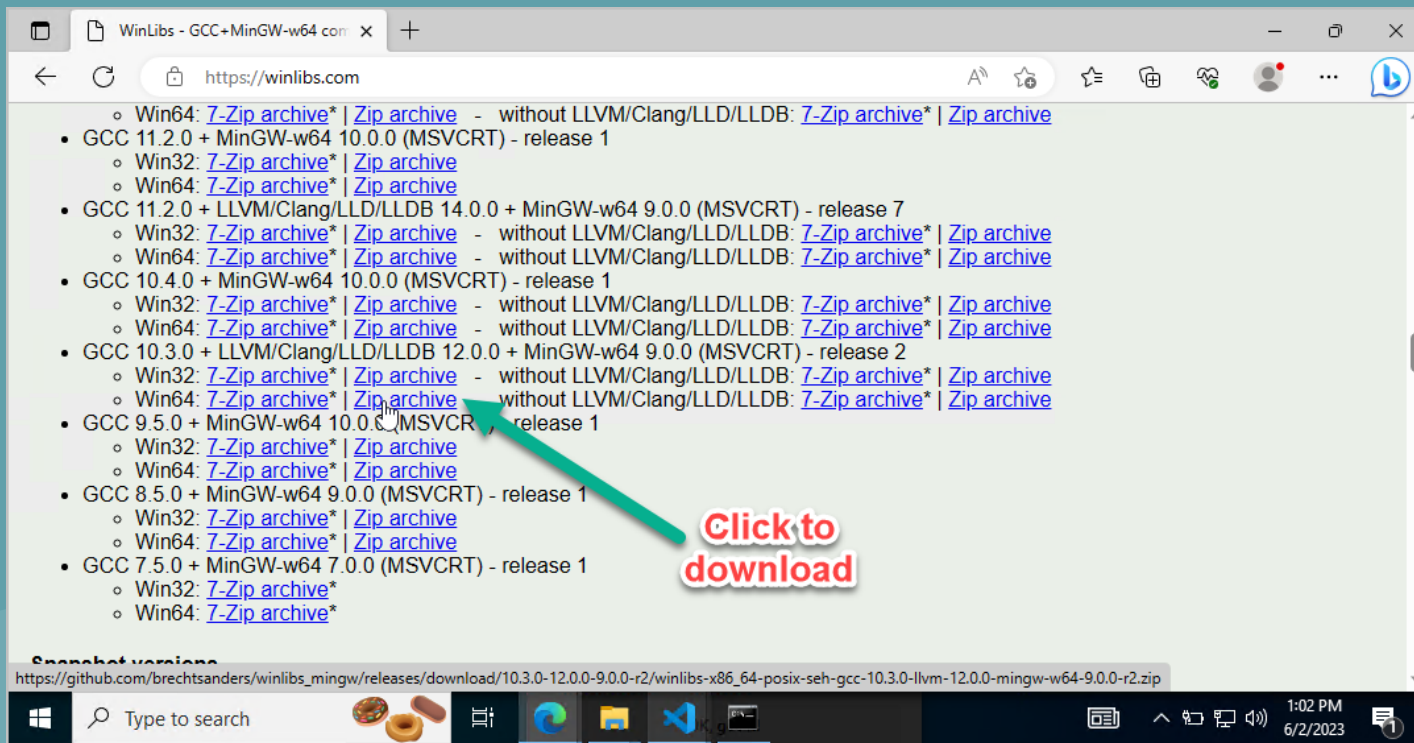 WinLibs - GCC+MinGW-w64 com
https://winlibs.com
Win64: 7-Zip archive* | Zip archive - without LLVM/Clang/LLD/LLDB: 7-Zip archive* | Zip archive
GCC 11.2.0 + MinGW-w64 10.0.0 (MSVCRT) - release 1
Win32: 7-Zip archive* | Zip archive
Win64: 7-Zip archive* | Zip archive
GCC 11.2.0 + LLVM/Clang/LLD/LLDB 14.0.0 + MinGW-w64 9.0.0 (MSVCRT) - release 7
Win32: 7-Zip archive* | Zip archive - without LLVM/Clang/LLD/LLDB: 7-Zip archive* | Zip archive
Win64: 7-Zip archive* | Zip archive - without LLVM/Clang/LLD/LLDB: 7-Zip archive* | Zip archive
GCC 10.4.0 + MinGW-w64 10.0.0 (MSVCRT) - release 1
Win32: 7-Zip archive* | Zip archive - without LLVM/Clang/LLD/LLDB: 7-Zip archive* | Zip archive
Win64: 7-Zip archive* | Zip archive - without LLVM/Clang/LLD/LLDB: 7-Zip archive* | Zip archive
GCC 10.3.0 + LLVM/Clang/LLD/LLDB 12.0.0 + MinGW-w64 9.0.0 (MSVCRT) - release 2
Win32: 7-Zip archive* | Zip archive - without LLVM/Clang/LLD/LLDB: 7-Zip archive* | Zip archive
Win64: 7-Zip archive* | Zip archive without LLVM/Clang/LLD/LLDB: 7-Zip archive* | Zip archive
GCC 9.5.0 + MinGW-w64 10.0.0 (MSVCRT) - release 1
Win32: 7-Zip archive* | Zip archive
Win64: 7-Zip archive* | Zip archive
GCC 8.5.0 + MinGW-w64 9.0.0 (MSVCRT) - release 1
Win32: 7-Zip archive* | Zip archive
Win64: 7-Zip archive* | Zip archive
GCC 7.5.0 + MinGW-w64 7.0.0 (MSVCRT) - release 1
Win32: 7-Zip archive*
Win64: 7-Zip archive*
Click to
download
Snapshot versions
https://github.com/brechtsanders/winlibs_mingw/releases/download/10.3.0-12.0.0-9.0.0-r2/winlibs-x86_64-posix-seh-gcc-10.3.0-llvm-12.0.0-mingw-w64-9.0.0-r2.zip
Type to search
1:02 PM
6/2/2023
1